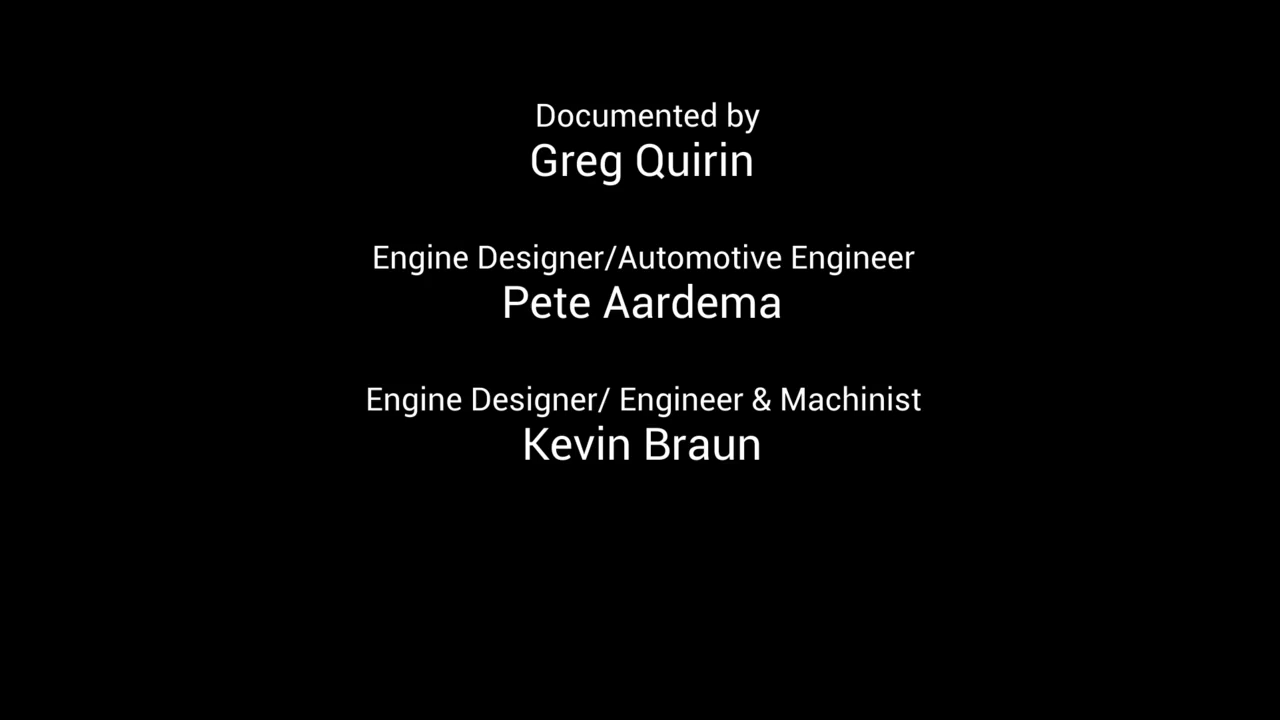 Documented by
Greg Quirin
Engine Designer/Automotive Engineer
Pete Aardema
Engine Designer/ Engineer & Machinist
Kevin Braun